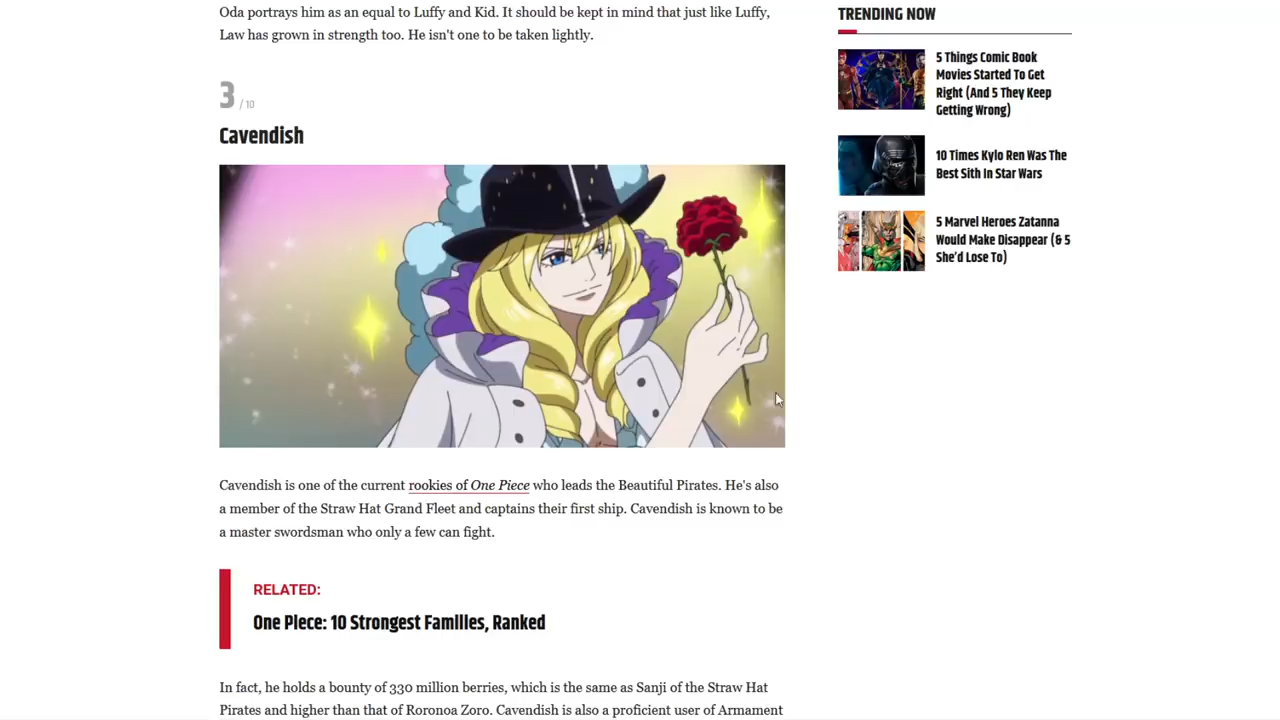 Oda portrays him as an equal to Luffy and Kid. It should be kept in mind that just like Luffy,
Law has grown in strength too. He isn't one to be taken lightly.
3 / 10
Cavendish
Cavendish is one of the current rookies of One Piece who leads the Beautiful Pirates. He's also
a member of the Straw Hat Grand Fleet and captains their first ship. Cavendish is known to be
a master swordsman who only a few can fight.
RELATED:
One Piece: 10 Strongest Families, Ranked
In fact, he holds a bounty of 330 million berries, which is the same as Sanji of the Straw Hat
Pirates and higher than that of Roronoa Zoro. Cavendish is also a proficient user of Armament
TRENDING NOW
5 Things Comic Book
Movies Started To Get
Right (And 5 They Keep
Getting Wrong)
10 Times Kylo Ren Was The
Best Sith In Star Wars
5 Marvel Heroes Zatanna
Would Make Disappear (& 5
She'd Lose To)